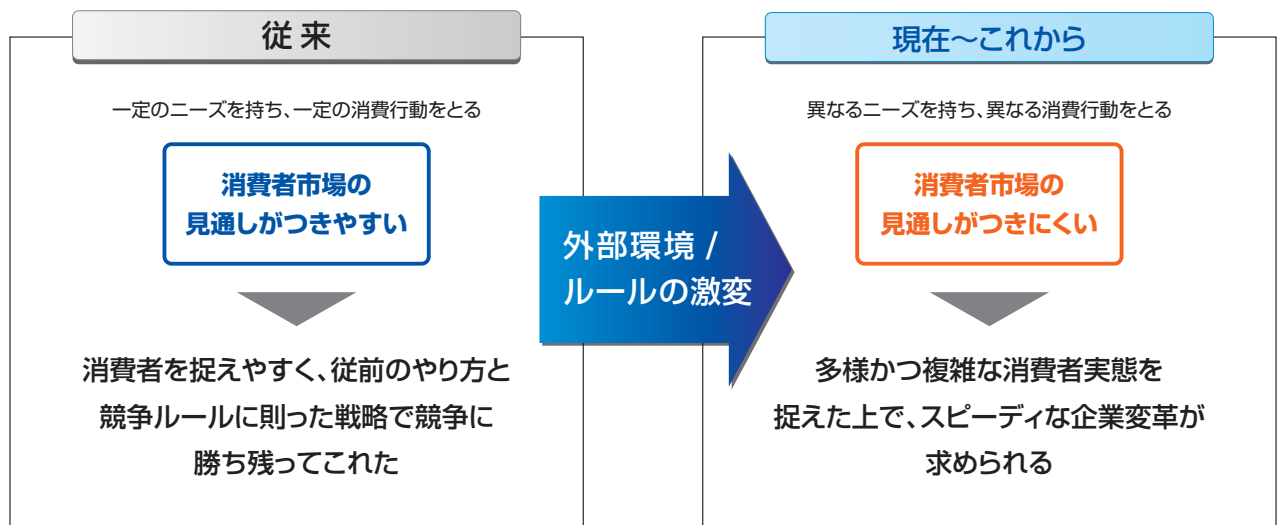 従来
一定のニーズを持ち、一定の消費行動をとる
消費者市場の
見通しがつきやすい
消費者を捉えやすく、従前のやり方と
競争ルールに則った戦略で競争に
勝ち残ってこれた
外部環境 /
ルールの激変
現在～これから
異なるニーズを持ち、異なる消費行動をとる
消費者市場の
見通しがつきにくい
多様かつ複雑な消費者実態を
捉えた上で、スピーディな企業変革が
求められる